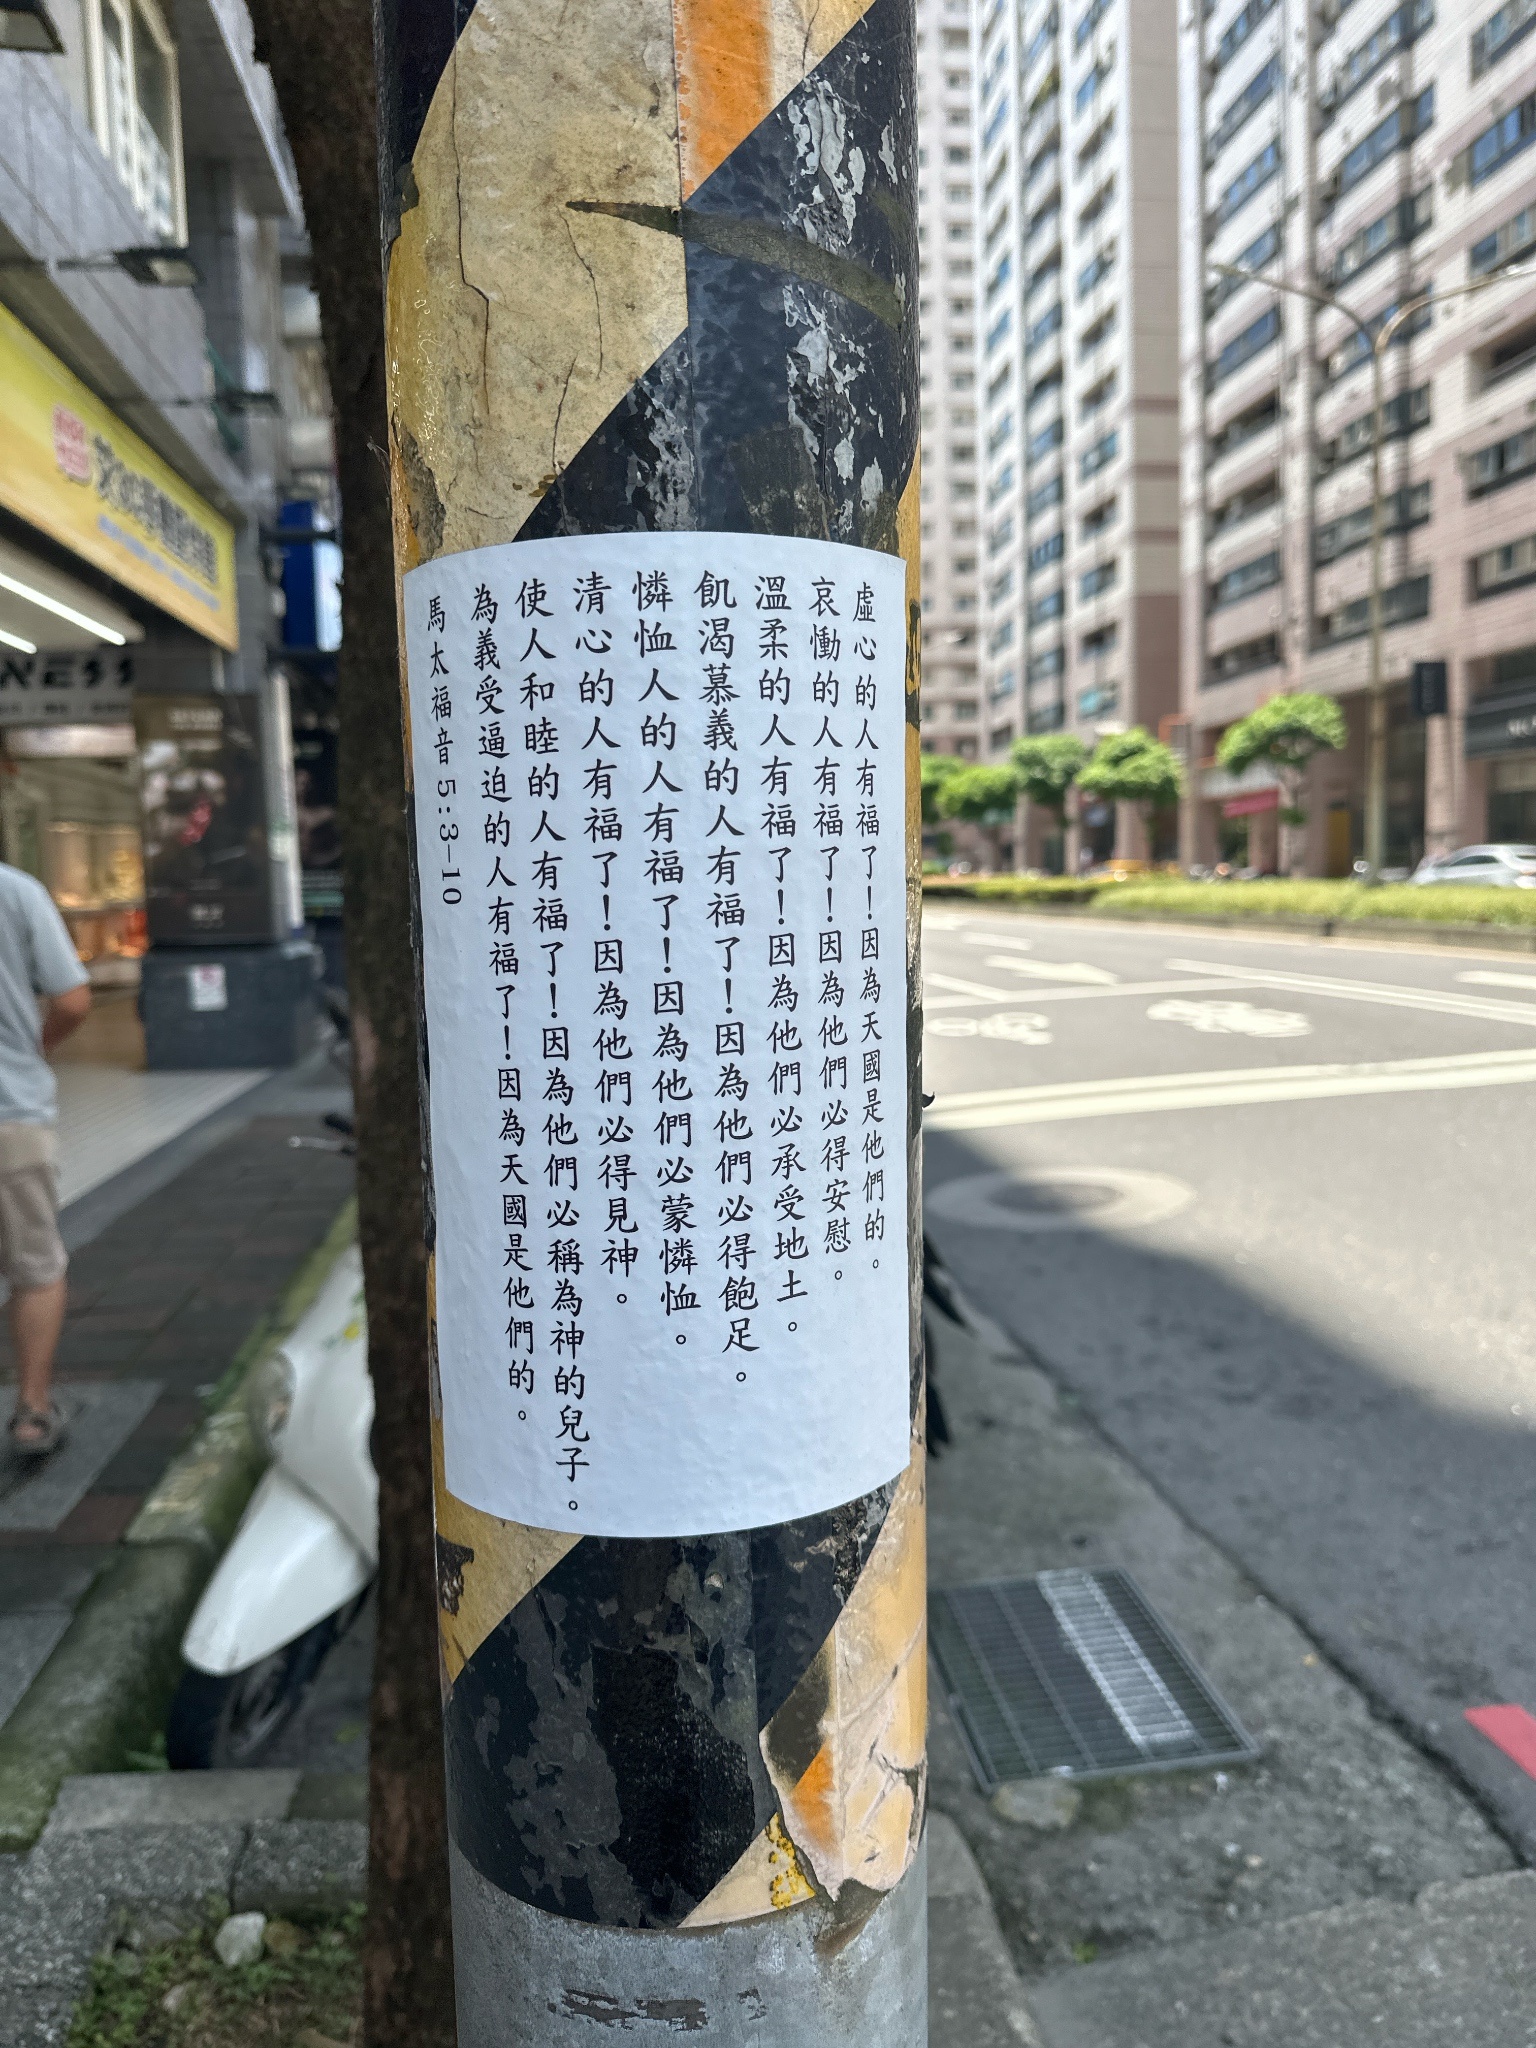 虛心的人有福了！因為天國是他們的。
哀慟的人有福了！因為他們必得安慰。
溫柔的人有福了！因為他們必承受地土。
飢渴慕義的人有福了！因為他們必得飽足。
憐恤人的人有福了！因為他們必蒙憐恤。
清心的人有福了！因為他們必得見神。
使人和睦的人有福了！因為他們必稱為神的兒子。
為義受逼迫的人有福了！因為天國是他們的。
馬太福音 5:3–10